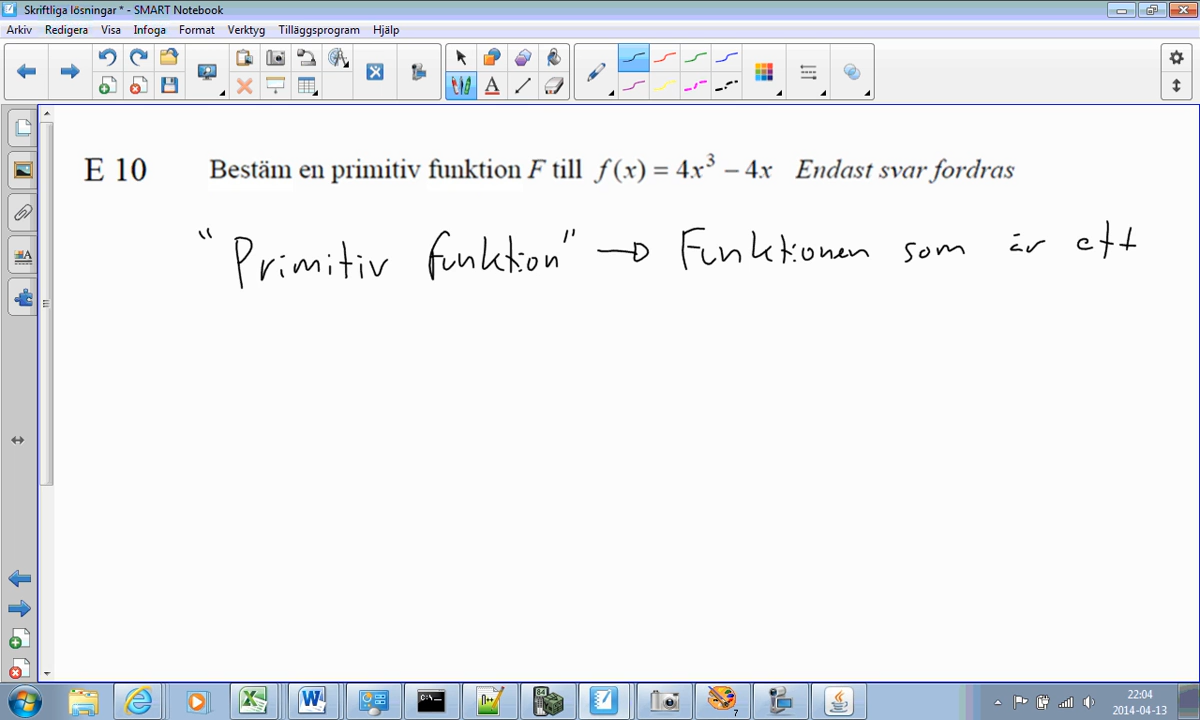 Skriftliga lösningar * - SMART Notebook
Arkiv Redigera Visa Infoga Format Verktyg Tilläggsprogram Hjälp
E 10 Bestäm en primitiv funktion F till f(x) = 4x³ − 4x Endast svar fordras
"Primitiv funktion" → Funktionen som är ett
22:04
2014-04-13